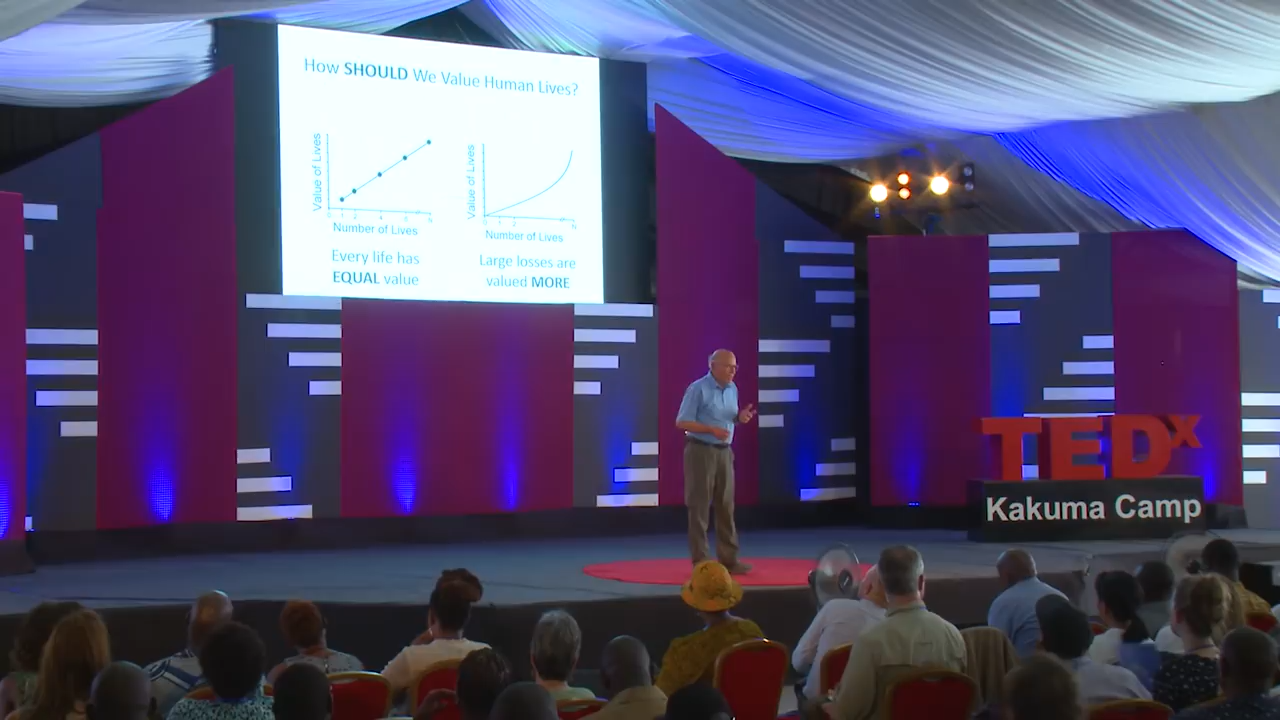 How SHOULD We Value Human Lives?
Value of Lives
Number of Lives
Every life has
EQUAL value
Value of Lives
Number of Lives
Large losses are
valued MORE
TEDx
Kakuma Camp